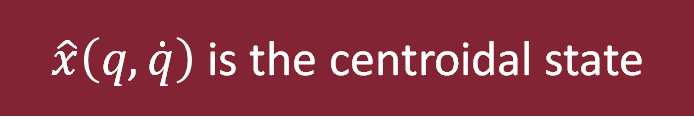 x̂(q, q̇) is the centroidal state